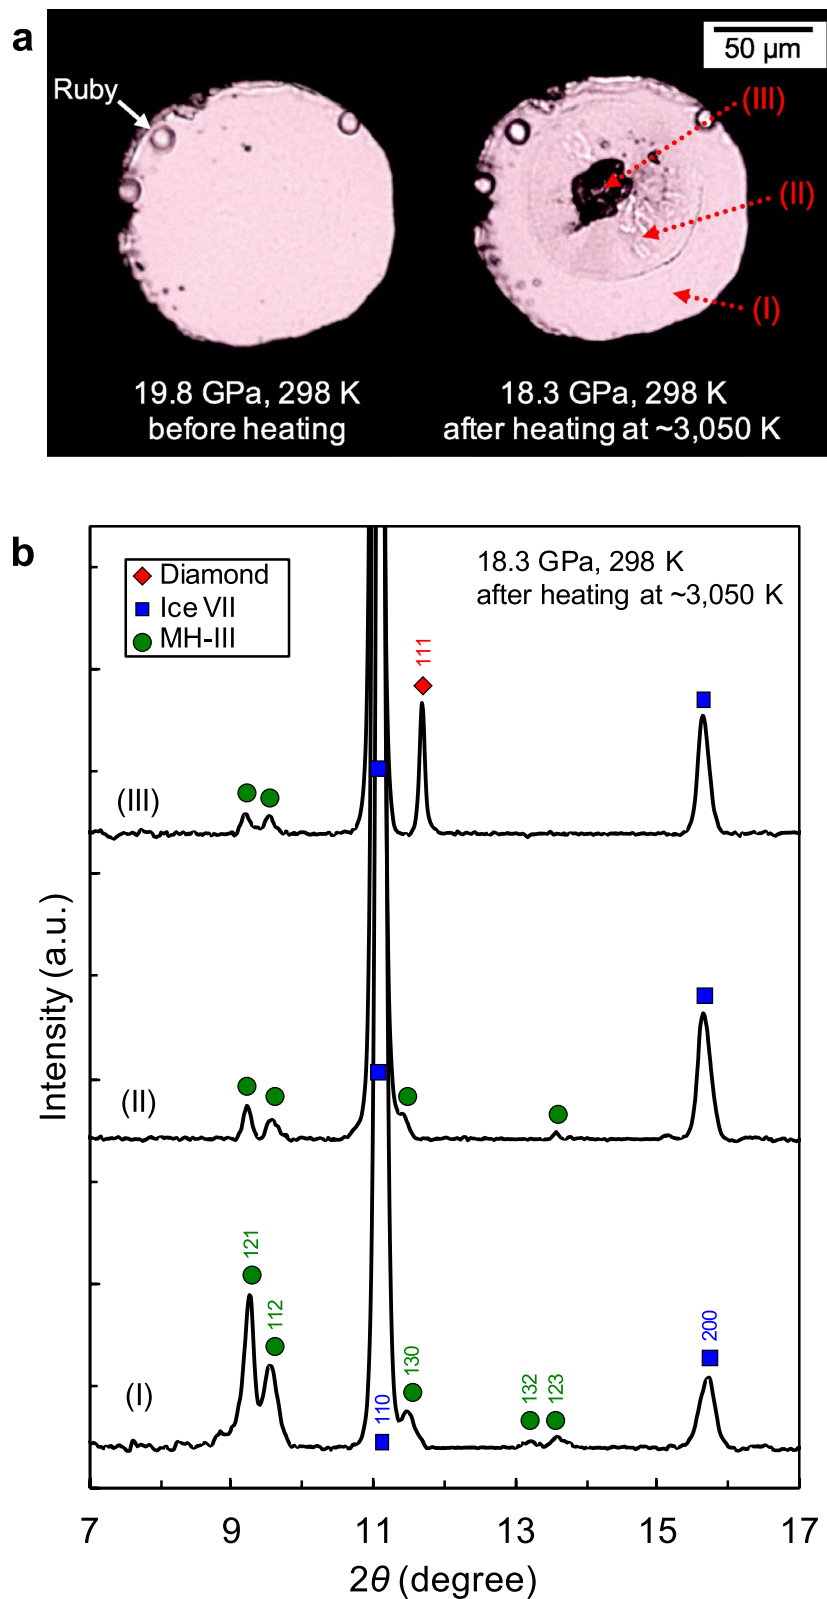 a
50 µm
Ruby
(III)
(II)
(I)
19.8 GPa, 298 K
before heating
18.3 GPa, 298 K
after heating at ~3,050 K
b
Diamond
Ice VII
MH-III
18.3 GPa, 298 K
after heating at ~3,050 K
111
(III)
(II)
121
112
130
110
132
123
200
(I)
Intensity (a.u.)
7 9 11 13 15 17
2θ (degree)